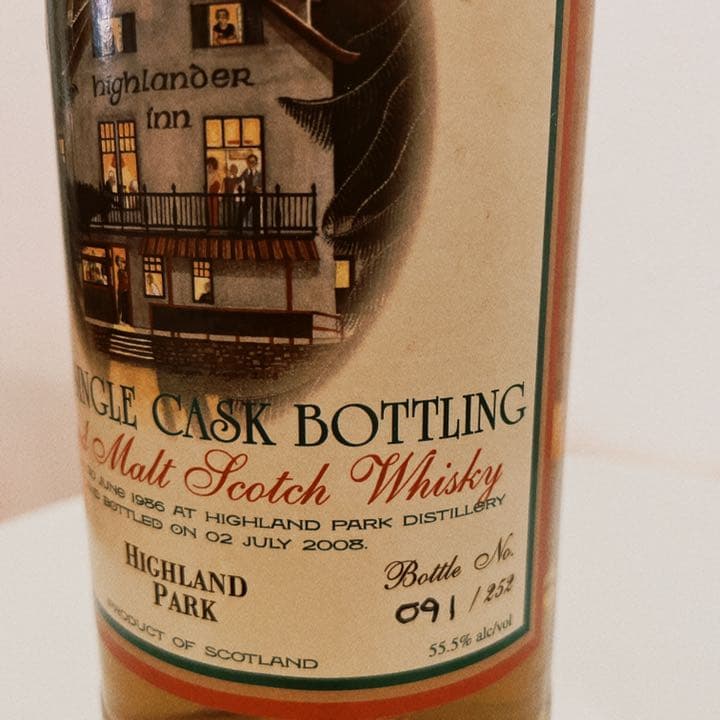 highlander
inn
INGLE CASK BOTTLING
Malt Scotch Whisky
JUNE 1986 AT HIGHLAND PARK DISTILLERY
BOTTLED ON 02 JULY 2008.
HIGHLAND
PARK
Bottle No.
091 / 252
PRODUCT OF SCOTLAND
55.5% alc/vol